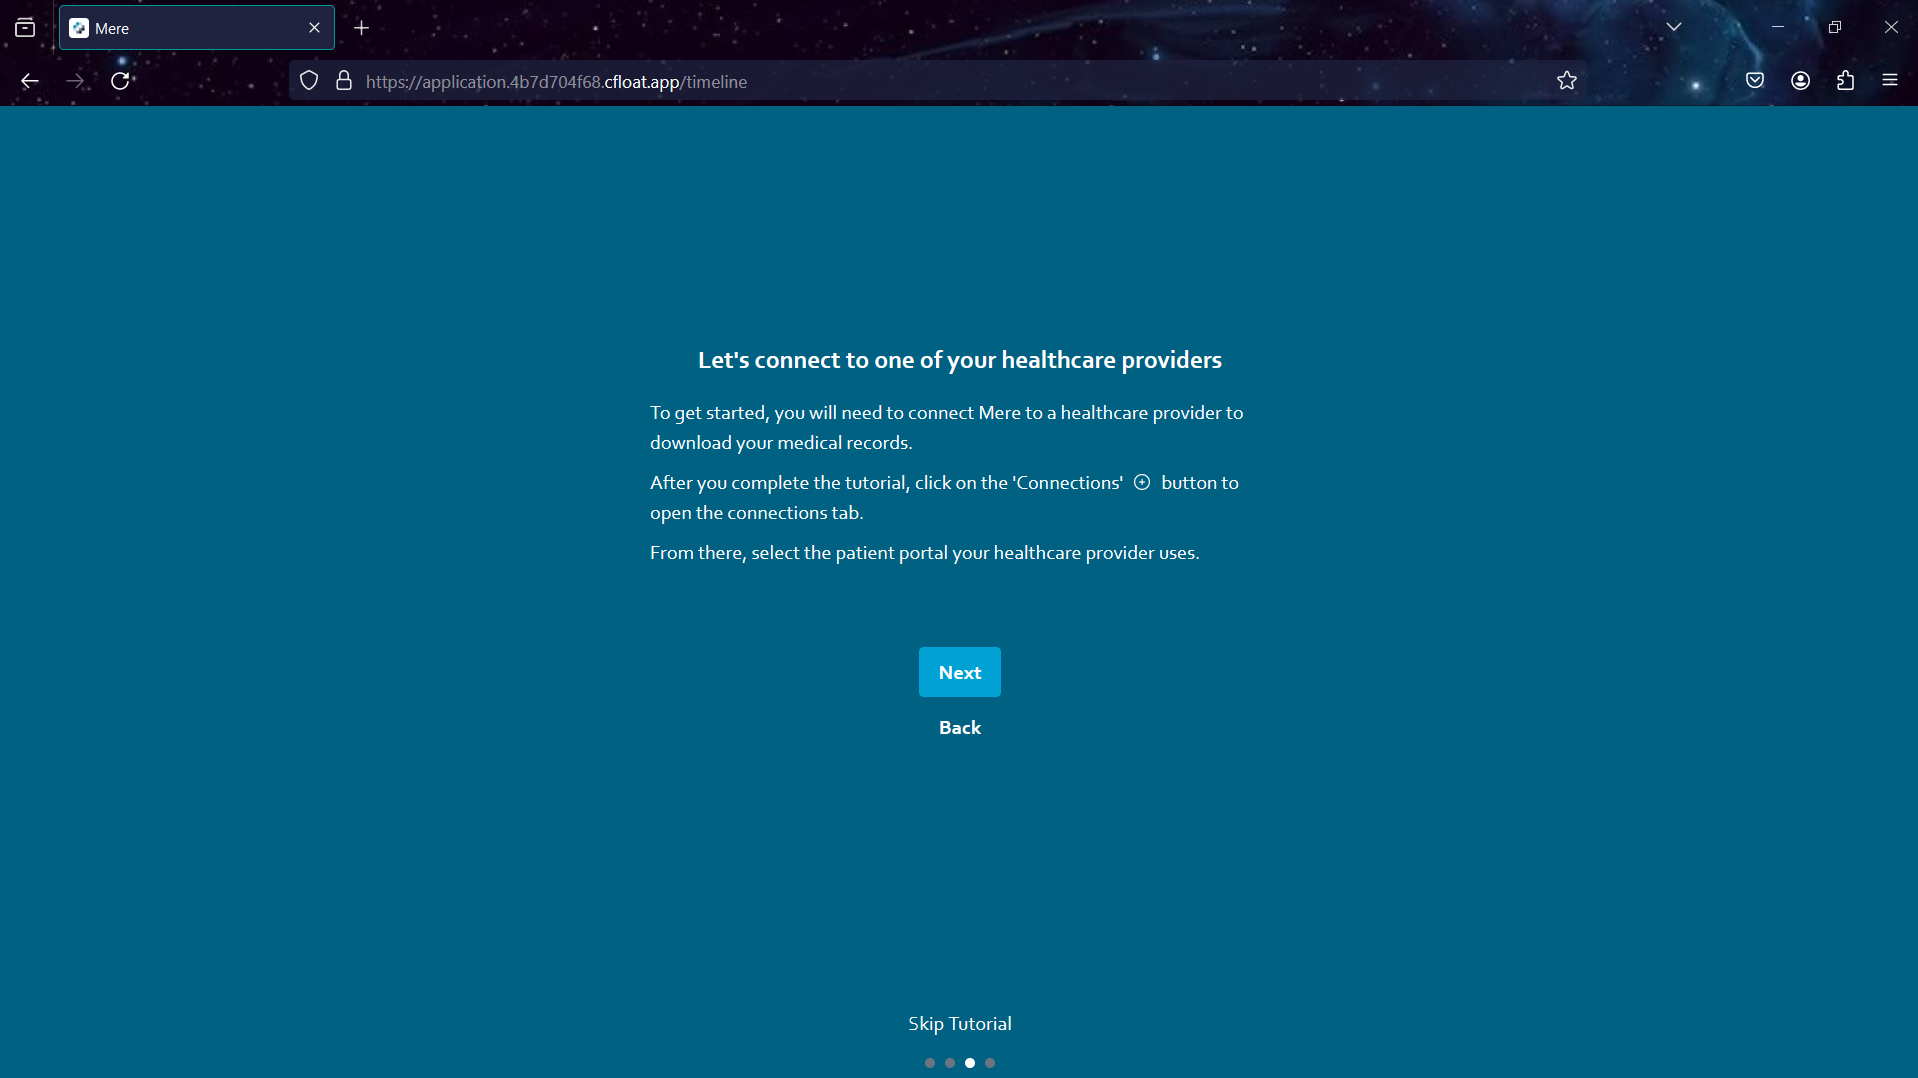 Mere
https://application.4b7d704f68.cfloat.app/timeline
Let's connect to one of your healthcare providers
To get started, you will need to connect Mere to a healthcare provider to
download your medical records.
After you complete the tutorial, click on the 'Connections' button to
open the connections tab.
From there, select the patient portal your healthcare provider uses.
Next
Back
Skip Tutorial